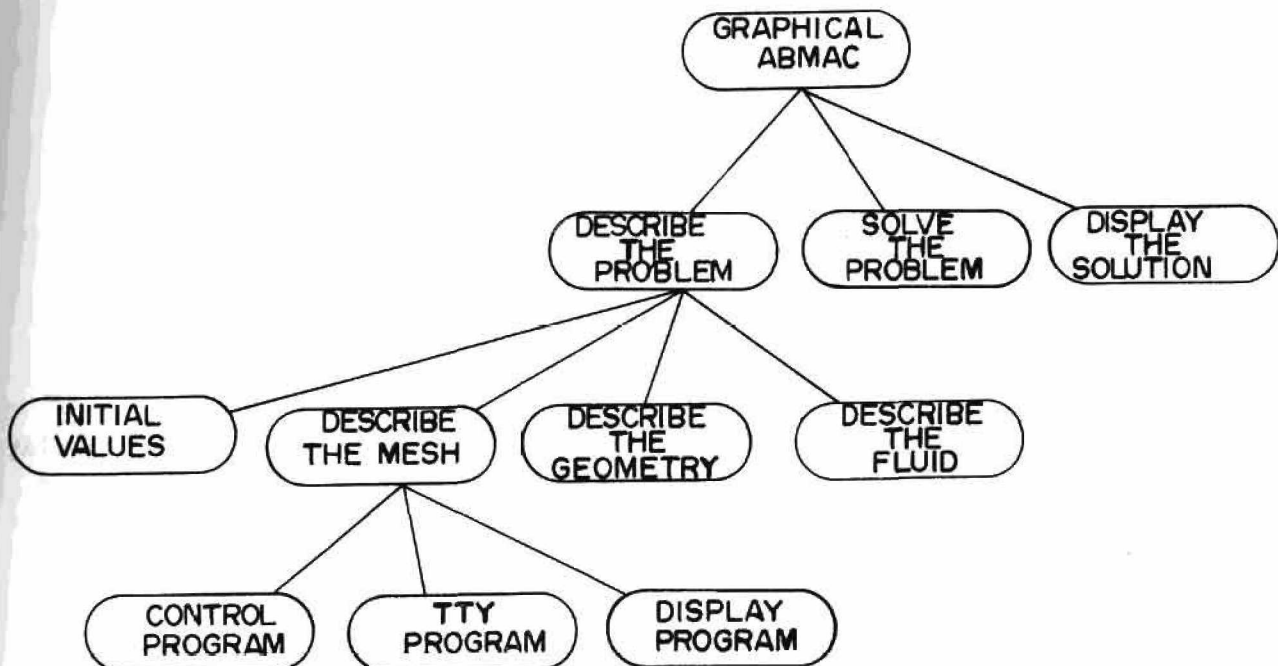 GRAPHICAL
ABMAC
DESCRIBE
THE
PROBLEM
SOLVE
THE
PROBLEM
DISPLAY
THE
SOLUTION
INITIAL
VALUES
DESCRIBE
THE MESH
DESCRIBE
THE
GEOMETRY
DESCRIBE
THE
FLUID
CONTROL
PROGRAM
TTY
PROGRAM
DISPLAY
PROGRAM